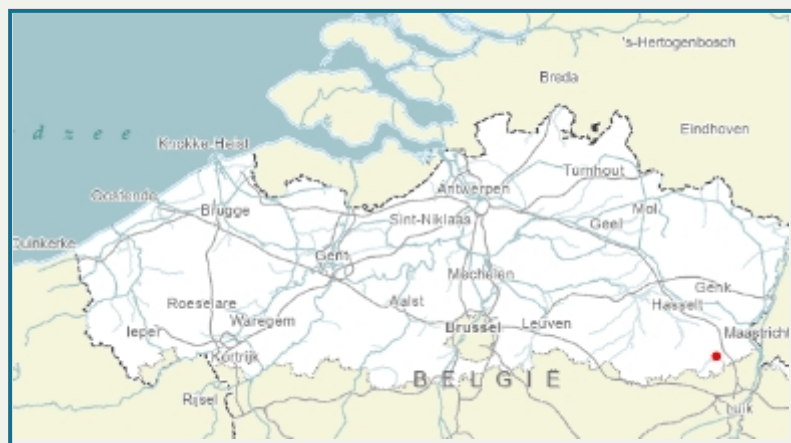 's-Hertogenbosch
Breda
Eindhoven
d z e e
Knokke-Heist
Turnhout
Antwerpen
Oostende
Brugge
Sint-Niklaas
Geel
Mol
Duinkerke
Gent
Mechelen
Genk
Roeselare
Aalst
Hasselt
Ieper
Waregem
Brussel
Leuven
Maastricht
Kortrijk
BELGIË
Rijsel
Luik